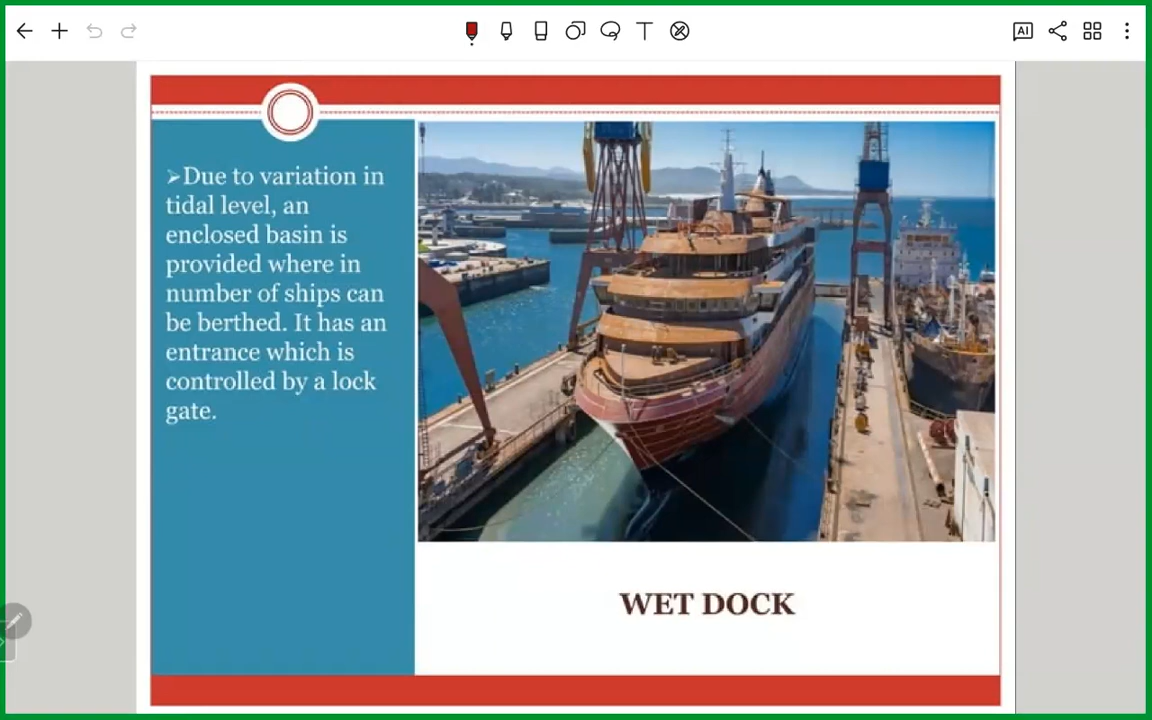 AI
T
➢Due to variation in
tidal level, an
enclosed basin is
provided where in
number of ships can
be berthed. It has an
entrance which is
controlled by a lock
gate.
WET DOCK